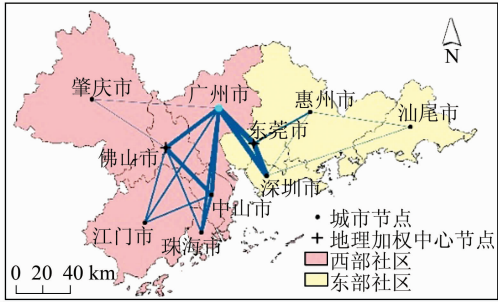 N
肇庆市
广州市
惠州市
汕尾市
东莞市
佛山市
深圳市
中山市
江门市
珠海市
城市节点
地理加权中心节点
西部社区
东部社区
0 20 40 km